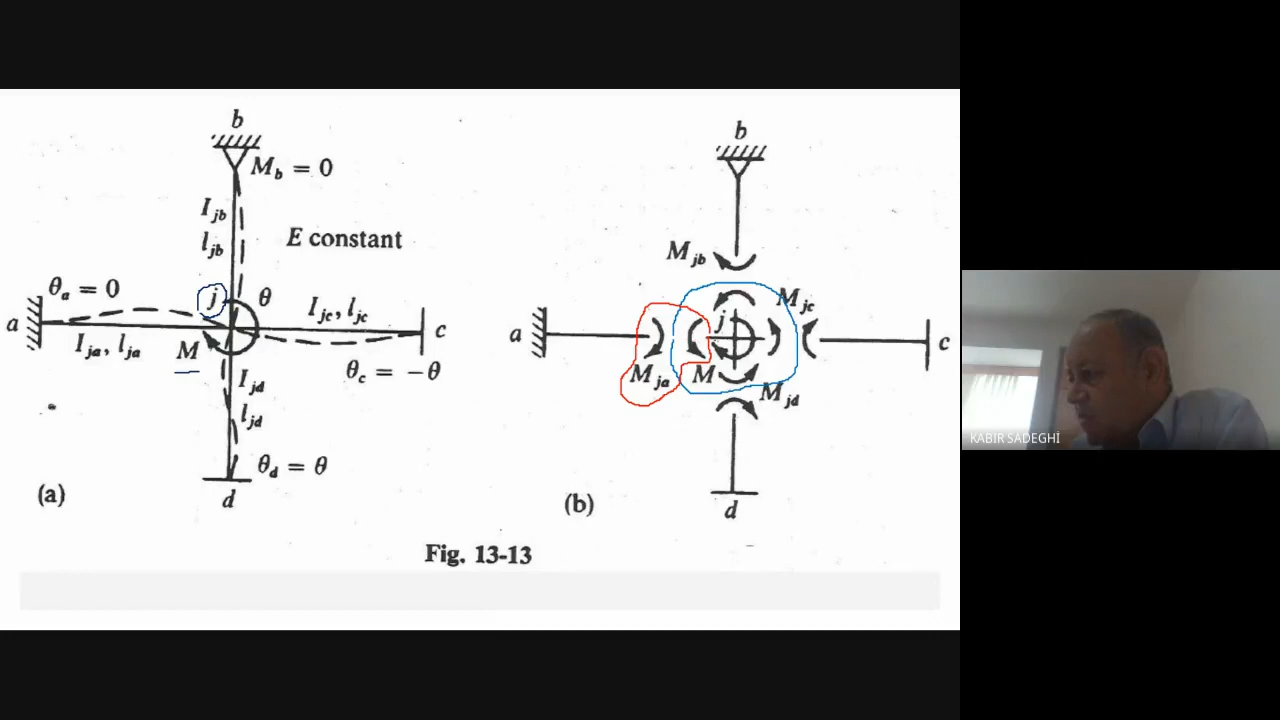 b
M_b = 0
I_jb
l_jb
E constant
θ_a = 0
j
θ
I_jc, l_jc
a
c
I_ja, l_ja
M
θ_c = −θ
I_jd
l_jd
θ_d = θ
(a)
d
b
M_jb
M_jc
j
a
c
M_ja
M
M_jd
(b)
d
Fig. 13-13
KABIR SADEGHİ